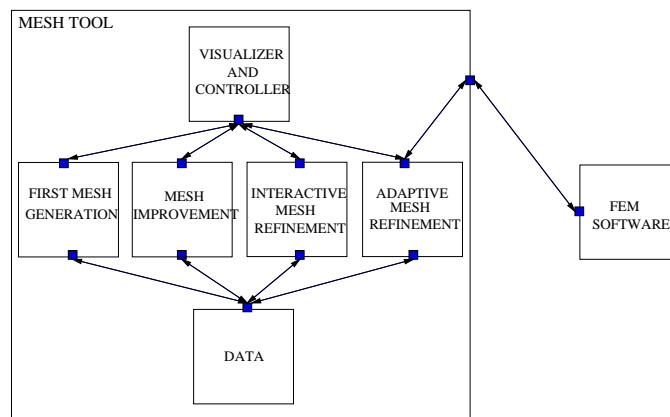 MESH TOOL
VISUALIZER
AND
CONTROLLER
FIRST MESH
GENERATION
MESH
IMPROVEMENT
INTERACTIVE
MESH
REFINEMENT
ADAPTIVE
MESH
REFINEMENT
FEM
SOFTWARE
DATA